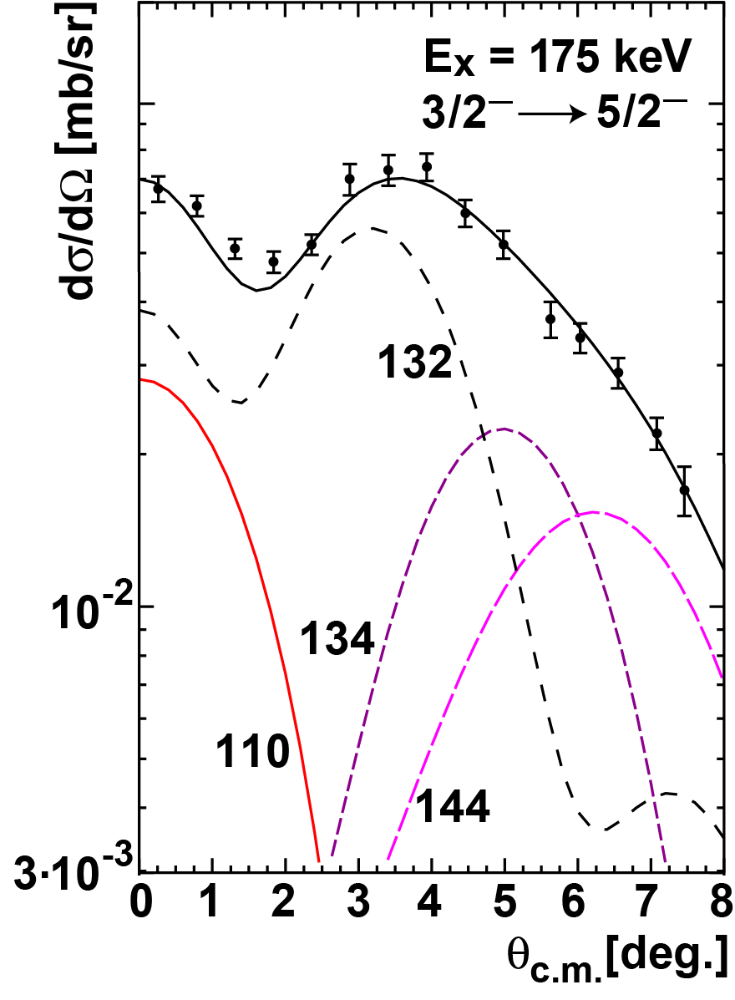 dσ/dΩ [mb/sr]
Eₓ = 175 keV
3/2⁻ ⟶ 5/2⁻
132
134
110
144
10⁻²
3·10⁻³
0 1 2 3 4 5 6 7 8
θc.m.[deg.]